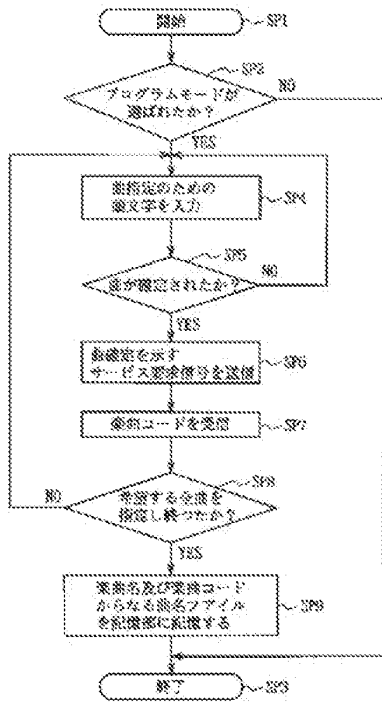 開始
SP1
SP2
プログラムモードが
選ばれたか?
NO
YES
曲指定のための
頭文字を入力
SP4
SP5
曲が確定されたか?
NO
YES
曲確定を示す
サービス要求信号を送信
SP6
楽曲コードを受信
SP7
SP8
希望する全曲を
指定し終つたか?
NO
YES
楽曲名及び楽曲コード
からなる曲名ファイル
を記憶部に記憶する
SP9
終了
SP3